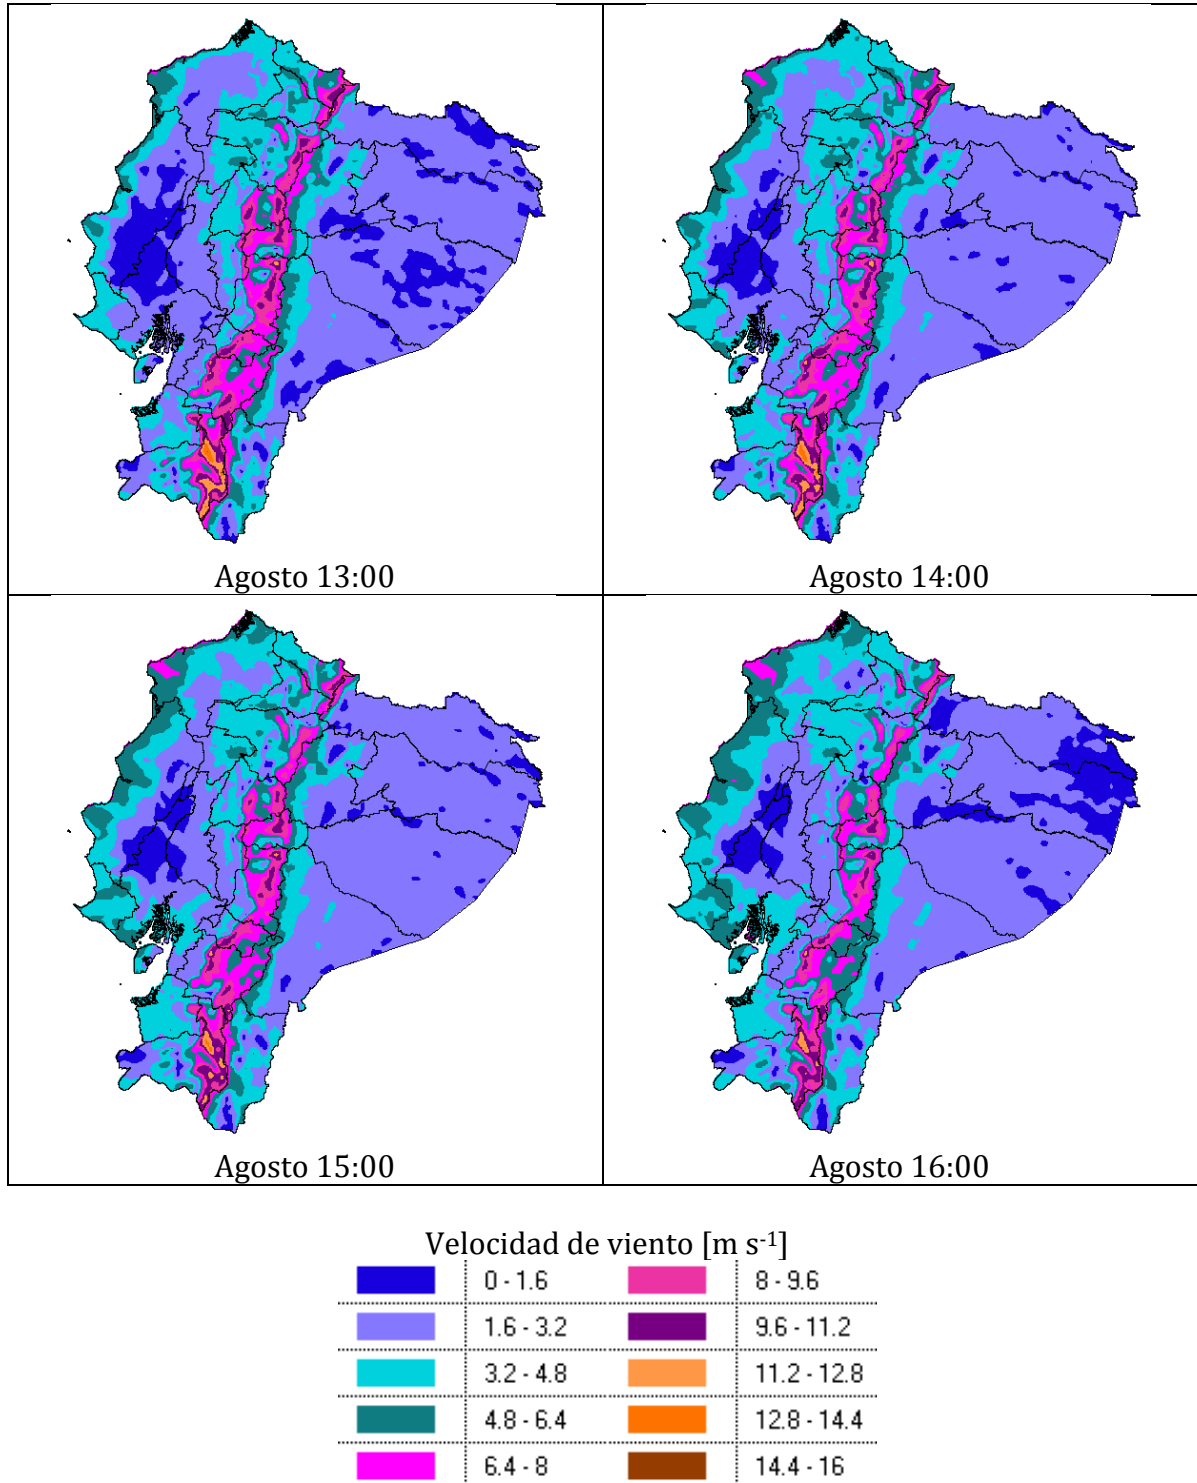 Agosto 13:00
Agosto 14:00
Agosto 15:00
Agosto 16:00
Velocidad de viento [m s⁻¹]
0 - 1.6
8 - 9.6
1.6 - 3.2
9.6 - 11.2
3.2 - 4.8
11.2 - 12.8
4.8 - 6.4
12.8 - 14.4
6.4 - 8
14.4 - 16